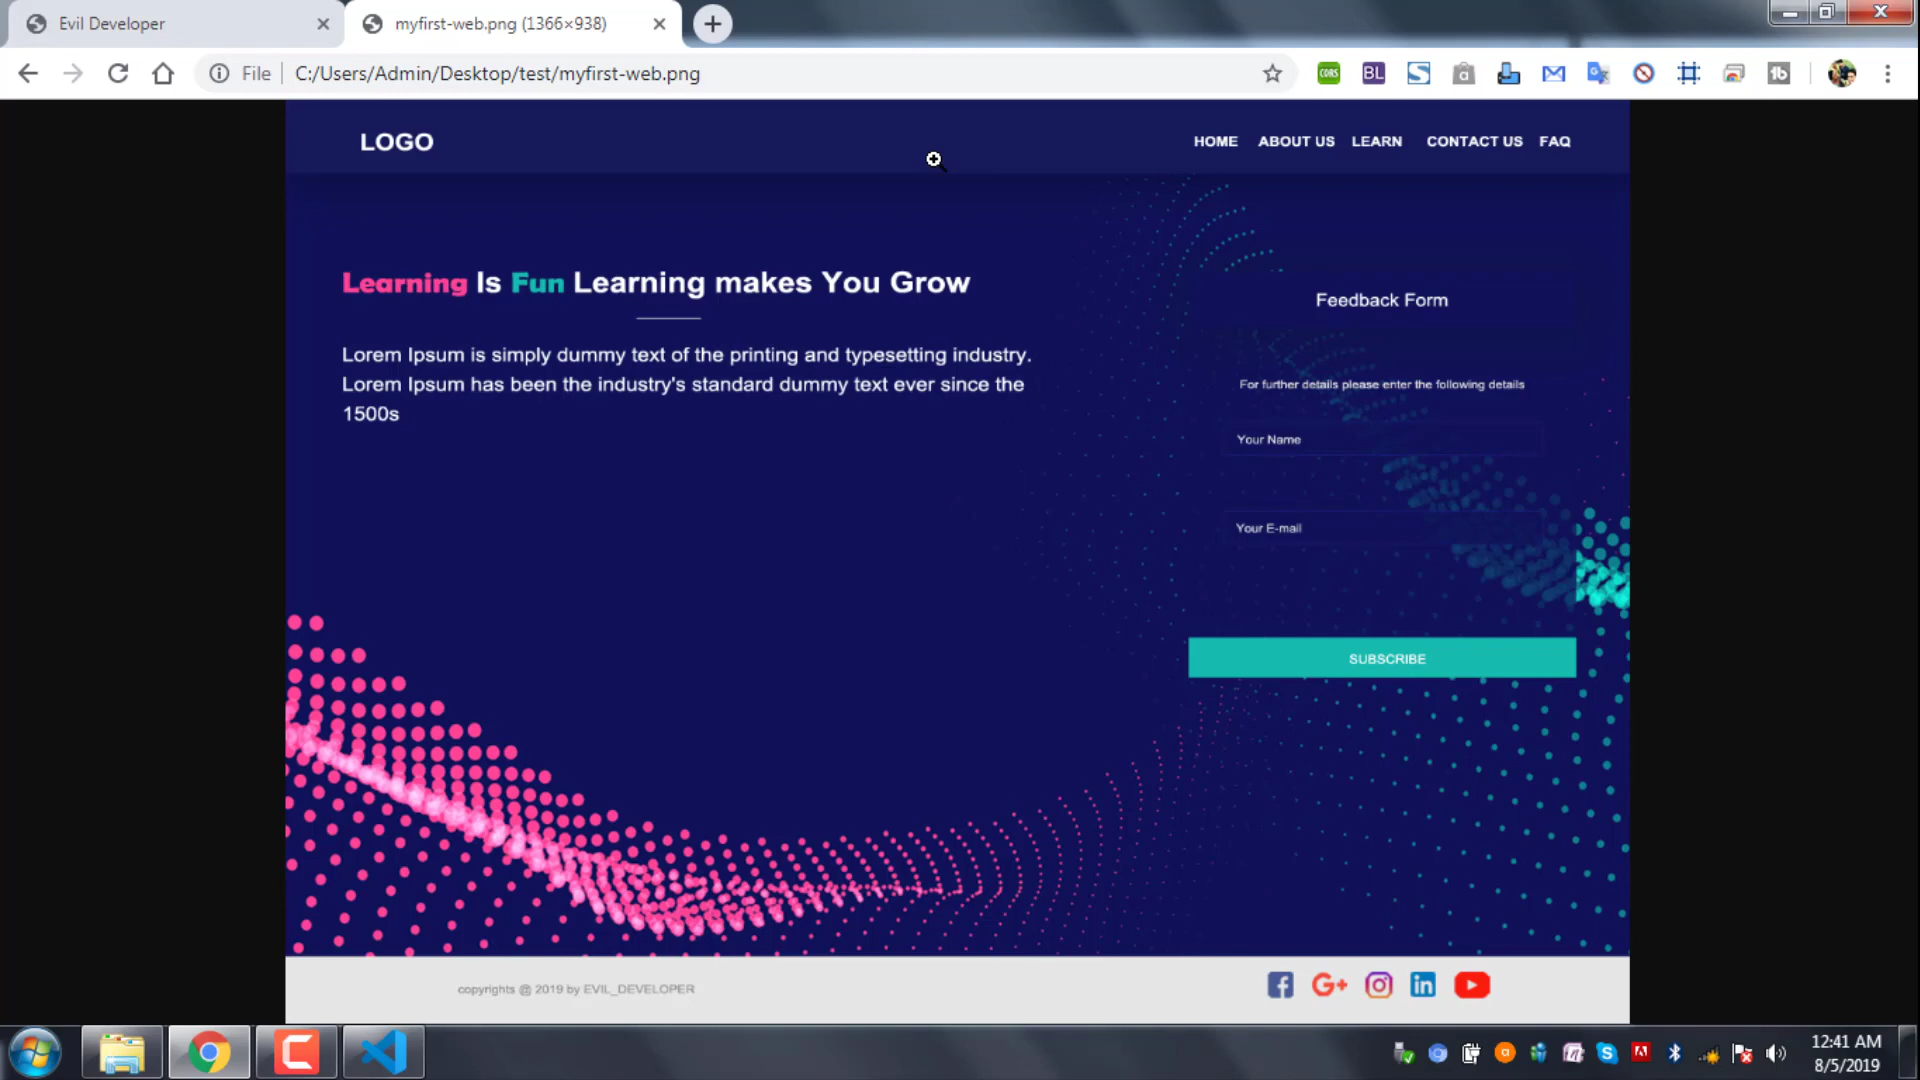 Evil Developer
myfirst-web.png (1366×938)
File
C:/Users/Admin/Desktop/test/myfirst-web.png
CORS
BL
LOGO
HOME ABOUT US LEARN CONTACT US FAQ
Learning Is Fun Learning makes You Grow
Lorem Ipsum is simply dummy text of the printing and typesetting industry.
Lorem Ipsum has been the industry's standard dummy text ever since the
1500s
Feedback Form
For further details please enter the following details
Your Name
Your E-mail
SUBSCRIBE
copyrights @ 2019 by EVIL_DEVELOPER
12:41 AM
8/5/2019